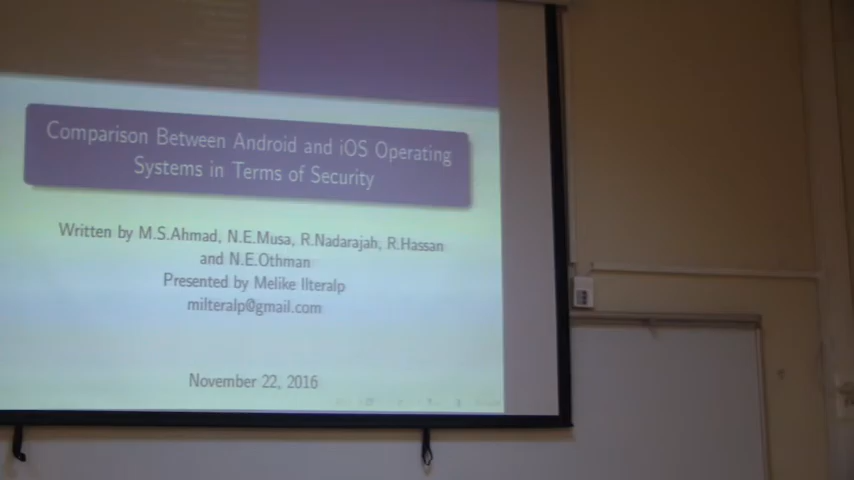 Comparison Between Android and iOS Operating
Systems in Terms of Security
Written by M.S.Ahmad, N.E.Musa, R.Nadarajah, R.Hassan
and N.E.Othman
Presented by Melike Ilteralp
milteralp@gmail.com
November 22, 2016